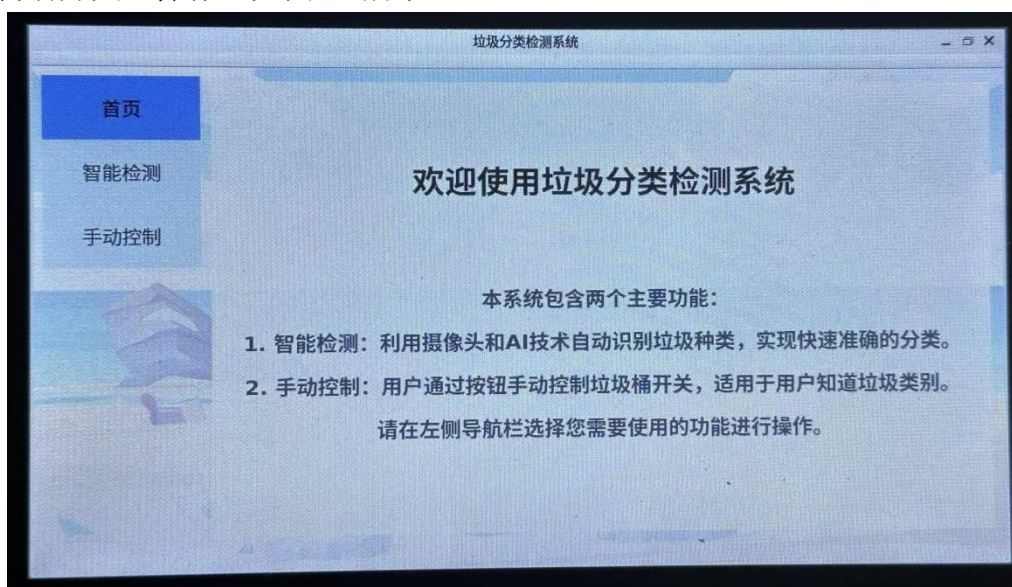 垃圾分类检测系统
首页
智能检测
手动控制
欢迎使用垃圾分类检测系统
本系统包含两个主要功能：
1. 智能检测：利用摄像头和AI技术自动识别垃圾种类，实现快速准确的分类。
2. 手动控制：用户通过按钮手动控制垃圾桶开关，适用于用户知道垃圾类别。
请在左侧导航栏选择您需要使用的功能进行操作。